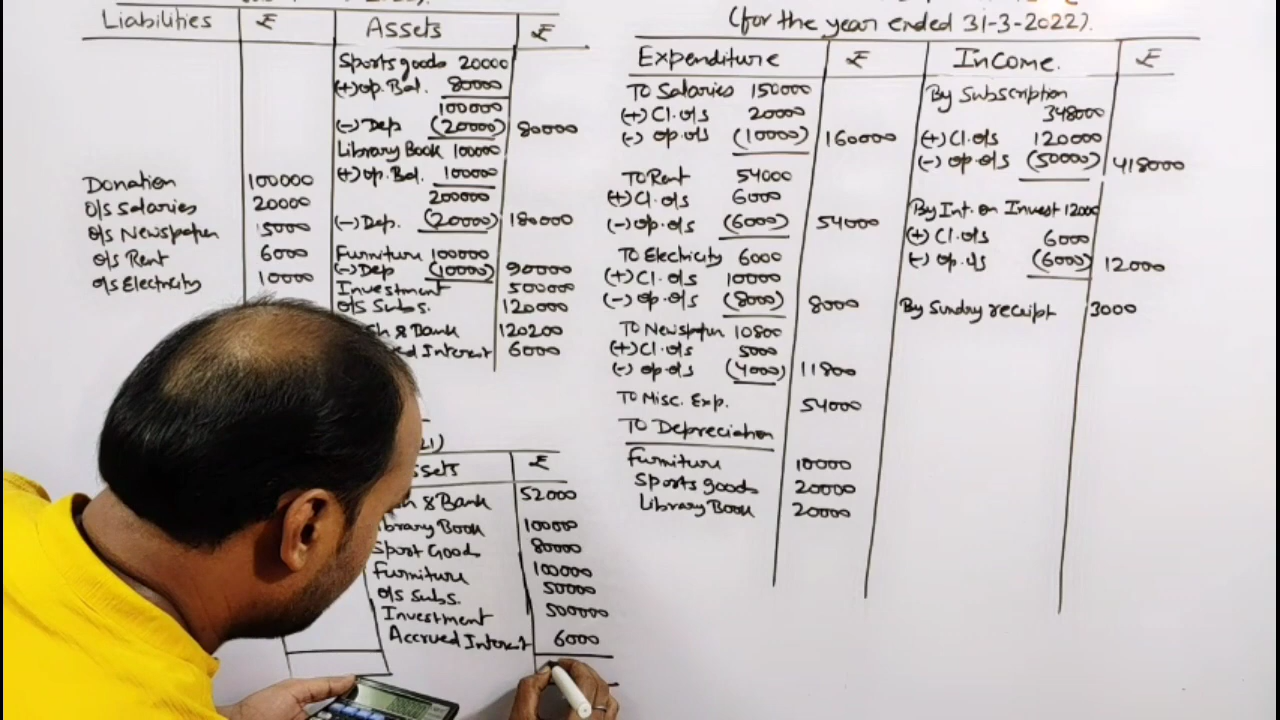 Liabilities ₹ Assets ₹
Sports goods 20000
(+) op. Bal. 80000
100000
(-) Dep (20000) 80000
Library Book 100000
(+) op. Bal. 100000
200000
(-) Dep. (20000) 180000
Furniture 100000
(-) Dep (10000) 90000
Investment 500000
o/s Subs. 120000
& Bank 120200
Interest 6000
Donation 100000
o/s Salaries 20000
o/s Newspaper 5000
o/s Rent 6000
o/s Electricity 10000
₹
& Bank 52000
Book 100000
Sport Goods 80000
Furniture 100000
o/s Subs. 50000
Investment 500000
Accrued Interest 6000
(for the year ended 31-3-2022).
Expenditure ₹ Income. ₹
To Salaries 150000
(+) Cl. o/s 20000
(-) op. o/s (10000) 160000
To Rent 54000
(+) Cl. o/s 6000
(-) op. o/s (6000) 54000
To Electricity 6000
(+) Cl. o/s 10000
(-) op. o/s (8000) 8000
To Newspaper 10800
(+) Cl. o/s 5000
(-) op. o/s (4000) 11800
To Misc. Exp. 54000
To Depreciation
Furniture 10000
Sports goods 20000
Library Book 20000
By Subscription
348000
(+) Cl. o/s 120000
(-) op. o/s (50000) 418000
By Int. on Invest 12000
(+) Cl. o/s 6000
(-) op. o/s (6000) 12000
By Sundry receipt 3000